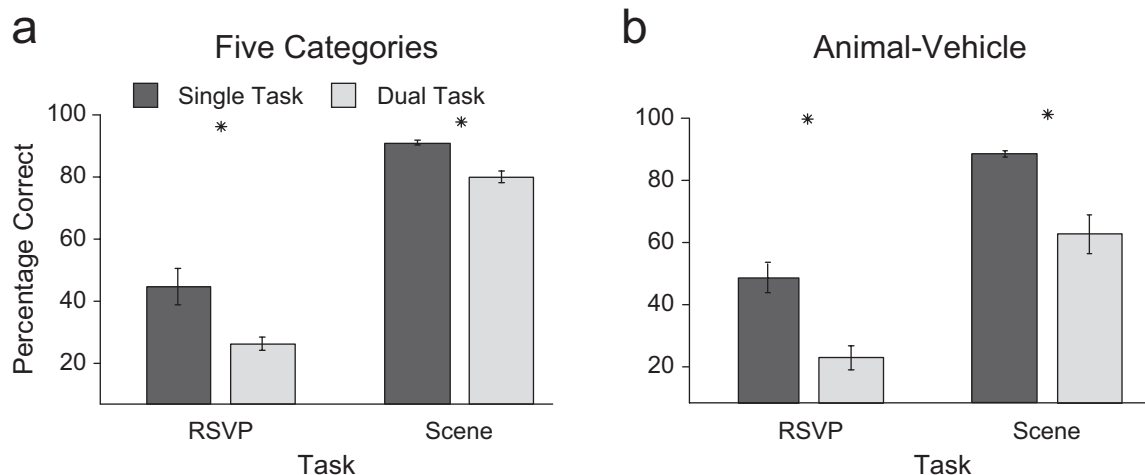 a
Five Categories
Single Task
Dual Task
Percentage Correct
100
80
60
40
20
*
*
RSVP
Scene
Task
b
Animal-Vehicle
100
80
60
40
20
*
*
RSVP
Scene
Task